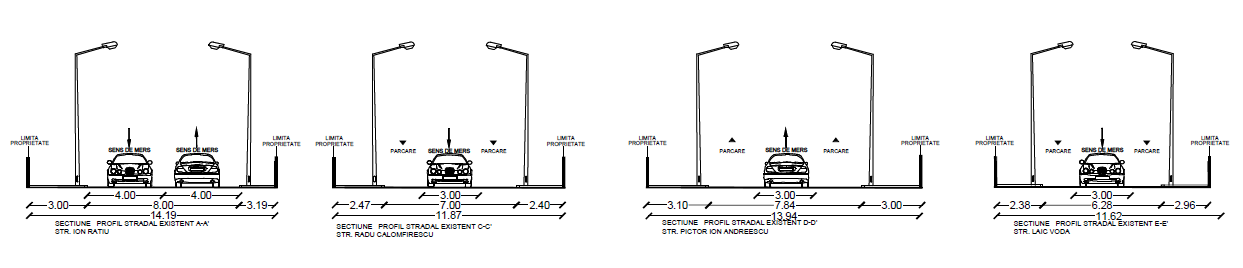 LIMITA
PROPRIETATE
SENS DE MERS
SENS DE MERS
LIMITA
PROPRIETATE
4.00
4.00
3.00
8.00
3.19
14.19
SECTIUNE PROFIL STRADAL EXISTENT A-A'
STR. ION RATIU
LIMITA
PROPRIETATE
PARCARE
SENS DE MERS
PARCARE
LIMITA
PROPRIETATE
3.00
2.47
7.00
2.40
11.87
SECTIUNE PROFIL STRADAL EXISTENT C-C'
STR. RADU CALOMFIRESCU
LIMITA
PROPRIETATE
PARCARE
SENS DE MERS
PARCARE
LIMITA
PROPRIETATE
3.00
3.10
7.84
3.00
13.94
SECTIUNE PROFIL STRADAL EXISTENT D-D'
STR. PICTOR ION ANDREESCU
LIMITA
PROPRIETATE
PARCARE
SENS DE MERS
PARCARE
LIMITA
PROPRIETATE
3.00
2.38
6.28
2.96
11.62
SECTIUNE PROFIL STRADAL EXISTENT E-E'
STR. LAIC VODA